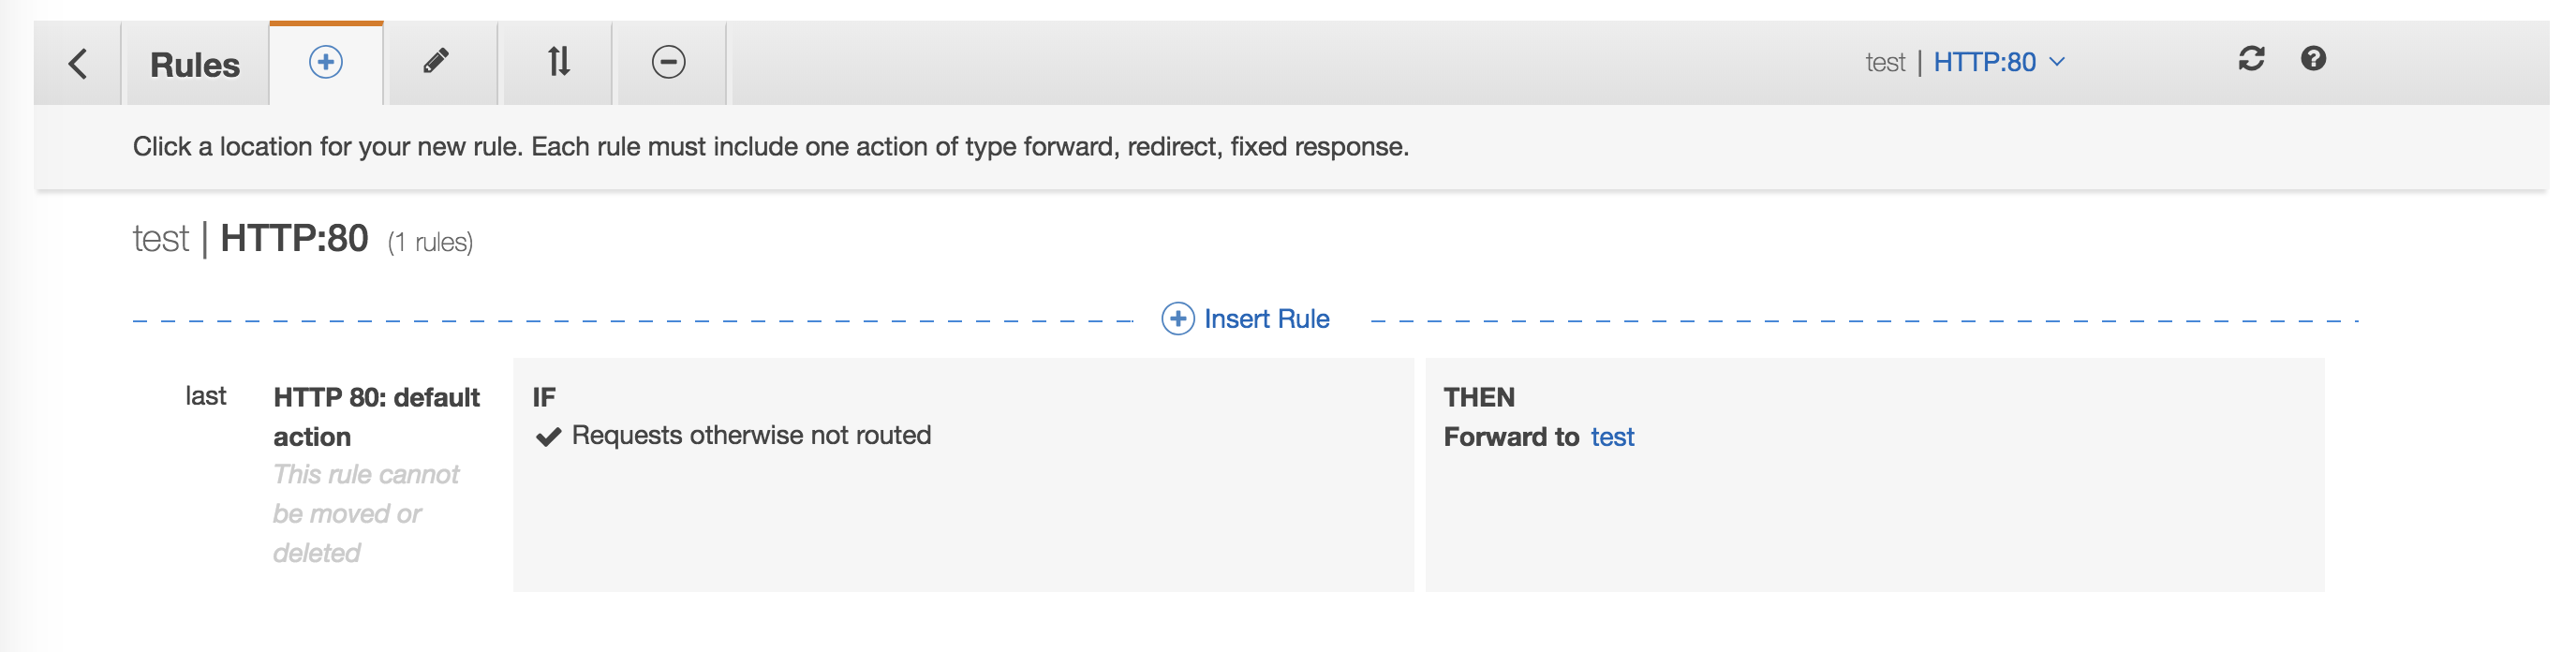 Rules
test | HTTP:80
Click a location for your new rule. Each rule must include one action of type forward, redirect, fixed response.
test | HTTP:80 (1 rules)
Insert Rule
last
HTTP 80: default
action
This rule cannot
be moved or
deleted
IF
Requests otherwise not routed
THEN
Forward to test